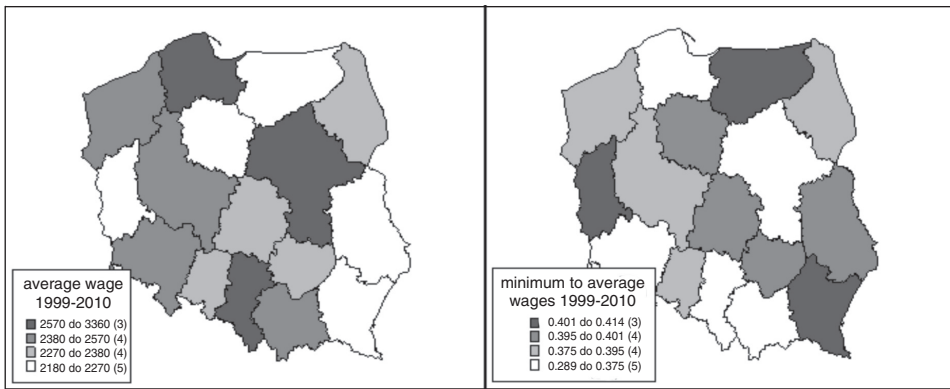 average wage
1999-2010
2570 do 3360 (3)
2380 do 2570 (4)
2270 do 2380 (4)
2180 do 2270 (5)
minimum to average
wages 1999-2010
0.401 do 0.414 (3)
0.395 do 0.401 (4)
0.375 do 0.395 (4)
0.289 do 0.375 (5)